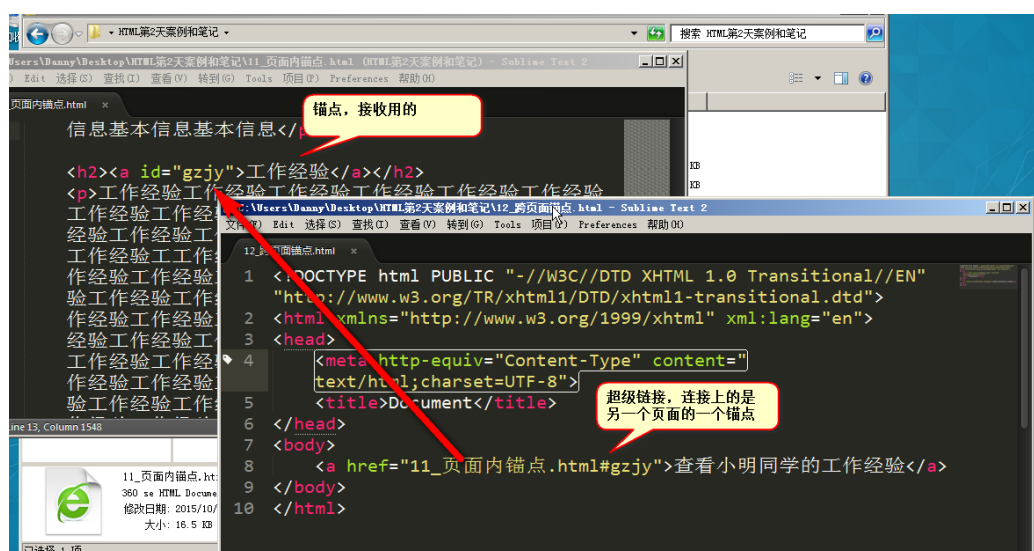 HTML第2天案例和笔记
搜索 HTML第2天案例和笔记
Users\Danny\Desktop\HTML第2天案例和笔记\11_页面内锚点.html (HTML第2天案例和笔记) - Sublime Text 2
Edit 选择(S) 查找(I) 查看(V) 转到(G) Tools 项目(P) Preferences 帮助(H)
页面内锚点.html ×
锚点，接收用的
信息基本信息基本信息</
<h2><a id="gzjy">工作经验</a></h2>
<p>工作经验工作经验工作经验工作经验工作经验工作经验
工作经验工作经
经验工作经验工
工作经验工作
作经验工作经验
验工作经验工作
作经验工作经验
经验工作经验工
工作经验工作经
作经验工作经验
验工作经验工作
KB
KB
C:\Users\Danny\Desktop\HTML第2天案例和笔记\12_跨页面锚点.html - Sublime Text 2
文件(F) Edit 选择(S) 查找(I) 查看(V) 转到(G) Tools 项目(P) Preferences 帮助(H)
12_跨页面锚点.html ×
1 <!DOCTYPE html PUBLIC "-//W3C//DTD XHTML 1.0 Transitional//EN"
"http://www.w3.org/TR/xhtml1/DTD/xhtml1-transitional.dtd">
2 <html xmlns="http://www.w3.org/1999/xhtml" xml:lang="en">
3 <head>
4 <meta http-equiv="Content-Type" content="
text/html;charset=UTF-8">
5 <title>Document</title>
6 </head>
7 <body>
8 <a href="11_页面内锚点.html#gzjy">查看小明同学的工作经验</a>
9 </body>
10 </html>
超级链接，连接上的是
另一个页面的一个锚点
ine 13, Column 1548
11_页面内锚点.ht
360 se HTML Docume
修改日期: 2015/10/
大小: 16.5 KB
已选择 1 项